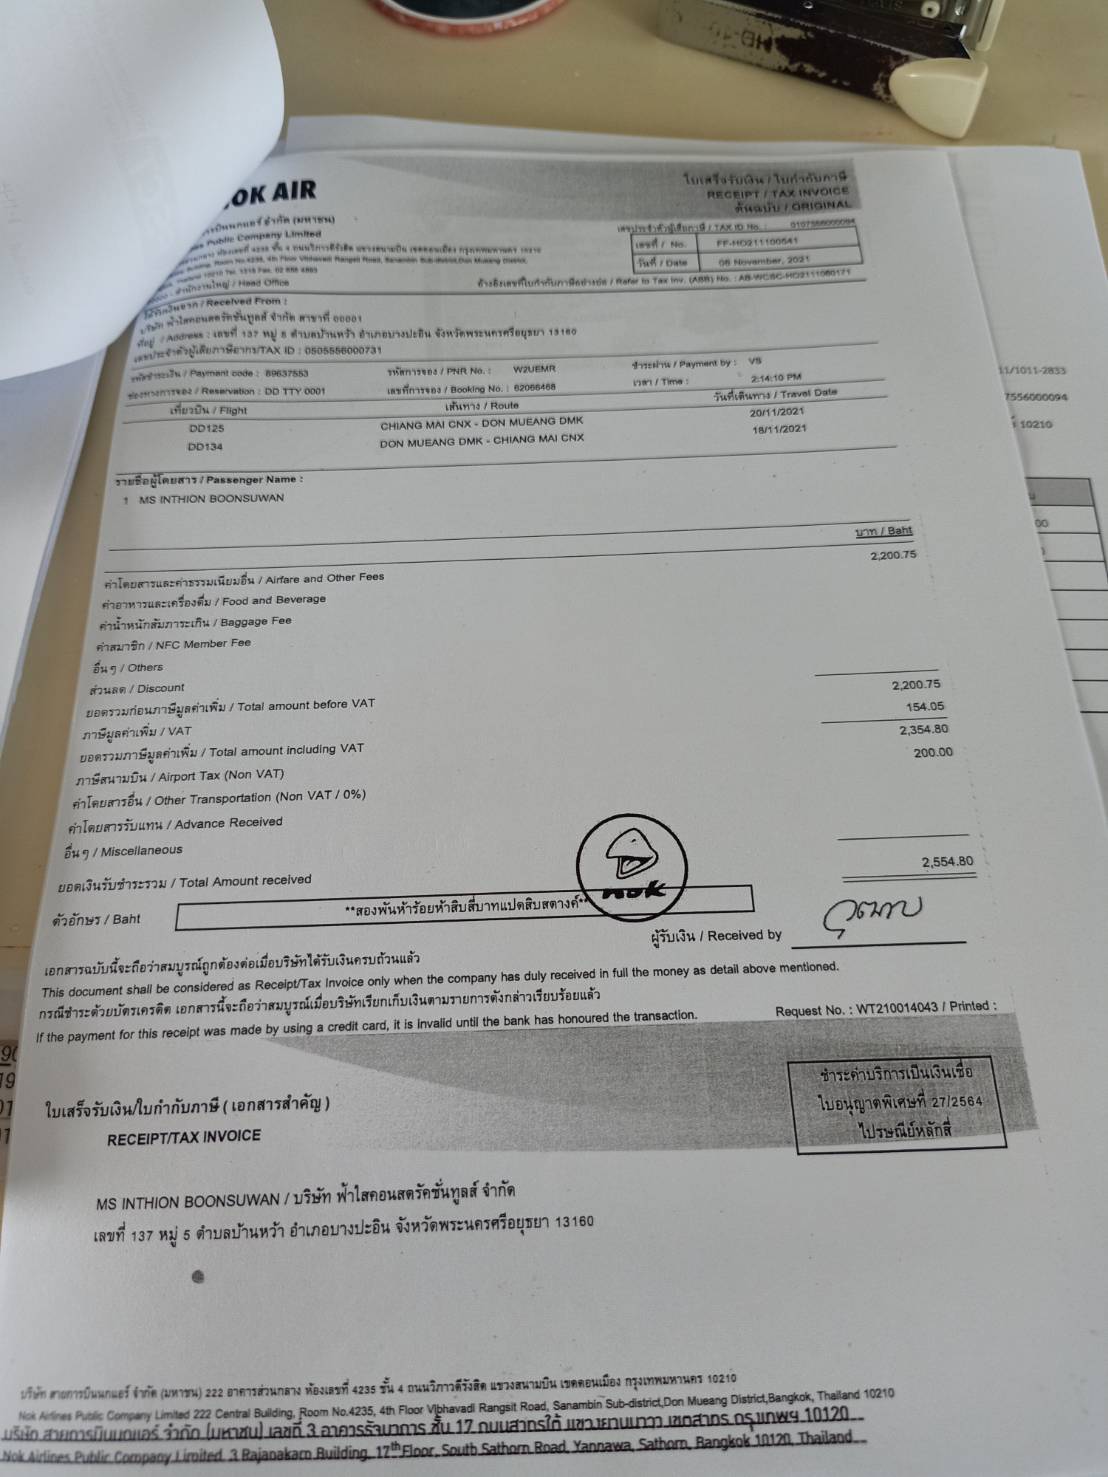 OK AIR
ใบเสร็จรับเงิน / ใบกำกับภาษี
RECEIPT / TAX INVOICE
ต้นฉบับ / ORIGINAL
จำกัด (มหาชน)
Public Company Limited
เลขประจำตัวผู้เสียภาษี / TAX ID No. : 0107556000094
เลขที่ / No. FF-HO211100541
วันที่ / Date 06 November, 2021
สำนักงานใหญ่ / Head Office
อ้างอิงเลขที่ใบกำกับภาษีอย่างย่อ / Refer to Tax Inv. (ABB) No. : AB-WCSC-HO2111060171
/ Received From :
บริษัท ฟ้าใสคอนสตรัคชั่นทูลส์ จำกัด สาขาที่ 00001
ที่อยู่ / Address : เลขที่ 137 หมู่ 5 ตำบลบ้านหว้า อำเภอบางปะอิน จังหวัดพระนครศรีอยุธยา 13160
เลขประจำตัวผู้เสียภาษีอากร/TAX ID : 0505556000731
รหัสชำระเงิน / Payment code : 89637553 รหัสการจอง / PNR No. : W2UEMR ชำระผ่าน / Payment by : VS
ช่องทางการจอง / Reservation : DD TTY 0001 เลขที่การจอง / Booking No. : 62066468 เวลา / Time : 2:14:10 PM
เที่ยวบิน / Flight เส้นทาง / Route วันที่เดินทาง / Travel Date
DD125 CHIANG MAI CNX - DON MUEANG DMK 20/11/2021
DD134 DON MUEANG DMK - CHIANG MAI CNX 18/11/2021
รายชื่อผู้โดยสาร / Passenger Name :
1 MS INTHION BOONSUWAN
บาท / Baht
ค่าโดยสารและค่าธรรมเนียมอื่น / Airfare and Other Fees 2,200.75
ค่าอาหารและเครื่องดื่ม / Food and Beverage
ค่าน้ำหนักสัมภาระเกิน / Baggage Fee
ค่าสมาชิก / NFC Member Fee
อื่นๆ / Others
ส่วนลด / Discount
ยอดรวมก่อนภาษีมูลค่าเพิ่ม / Total amount before VAT 2,200.75
ภาษีมูลค่าเพิ่ม / VAT 154.05
ยอดรวมภาษีมูลค่าเพิ่ม / Total amount including VAT 2,354.80
ภาษีสนามบิน / Airport Tax (Non VAT) 200.00
ค่าโดยสารอื่น / Other Transportation (Non VAT / 0%)
ค่าโดยสารรับแทน / Advance Received
อื่นๆ / Miscellaneous
ยอดเงินรับชำระรวม / Total Amount received 2,554.80
NOK
ตัวอักษร / Baht **สองพันห้าร้อยห้าสิบสี่บาทแปดสิบสตางค์**
ผู้รับเงิน / Received by
เอกสารฉบับนี้จะถือว่าสมบูรณ์ถูกต้องต่อเมื่อบริษัทได้รับเงินครบถ้วนแล้ว
This document shall be considered as Receipt/Tax Invoice only when the company has duly received in full the money as detail above mentioned.
กรณีชำระด้วยบัตรเครดิต เอกสารนี้จะถือว่าสมบูรณ์เมื่อบริษัทเรียกเก็บเงินตามรายการดังกล่าวเรียบร้อยแล้ว
If the payment for this receipt was made by using a credit card, it is invalid until the bank has honoured the transaction.
Request No. : WT210014043 / Printed :
ชำระค่าบริการเป็นเงินเชื่อ
ใบอนุญาตพิเศษที่ 27/2564
ไปรษณีย์หลักสี่
ใบเสร็จรับเงิน/ใบกำกับภาษี ( เอกสารสำคัญ )
RECEIPT/TAX INVOICE
MS INTHION BOONSUWAN / บริษัท ฟ้าใสคอนสตรัคชั่นทูลส์ จำกัด
เลขที่ 137 หมู่ 5 ตำบลบ้านหว้า อำเภอบางปะอิน จังหวัดพระนครศรีอยุธยา 13160
บริษัท สายการบินนกแอร์ จำกัด (มหาชน) 222 อาคารส่วนกลาง ห้องเลขที่ 4235 ชั้น 4 ถนนวิภาวดีรังสิต แขวงสนามบิน เขตดอนเมือง กรุงเทพมหานคร 10210
Nok Airlines Public Company Limited 222 Central Building, Room No.4235, 4th Floor Vibhavadi Rangsit Road, Sanambin Sub-district,Don Mueang District,Bangkok, Thailand 10210
บริษัท สายการบินนกแอร์ จำกัด (มหาชน) เลขที่ 3 อาคารรัจนาการ ชั้น 17 ถนนสาทรใต้ แขวงยานนาวา เขตสาทร กรุงเทพฯ 10120
Nok Airlines Public Company Limited 3 Rajanakarn Building, 17th Floor, South Sathorn Road, Yannawa, Sathorn, Bangkok 10120, Thailand
11/1011-2833
7556000094
10210